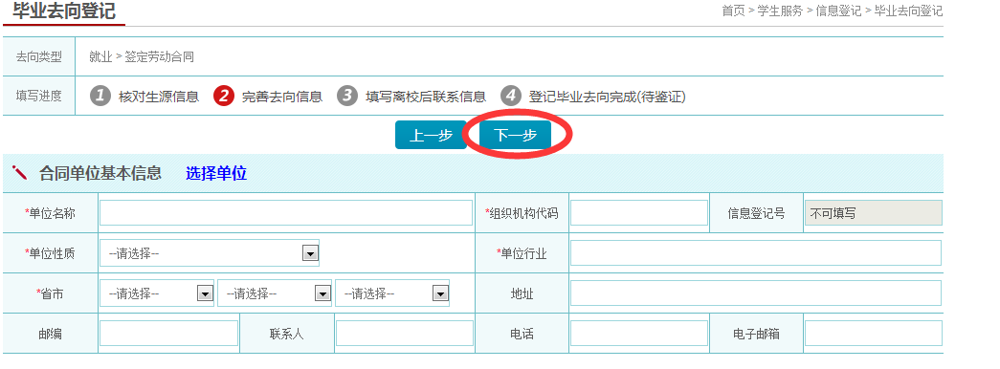 毕业去向登记
首页 > 学生服务 > 信息登记 > 毕业去向登记
去向类型 就业 > 签定劳动合同
填写进度 1 核对生源信息 2 完善去向信息 3 填写离校后联系信息 4 登记毕业去向完成(待鉴证)
上一步 下一步
合同单位基本信息 选择单位
*单位名称 *组织机构代码 信息登记号 不可填写
*单位性质 --请选择-- *单位行业
*省市 --请选择-- --请选择-- --请选择-- 地址
邮编 联系人 电话 电子邮箱